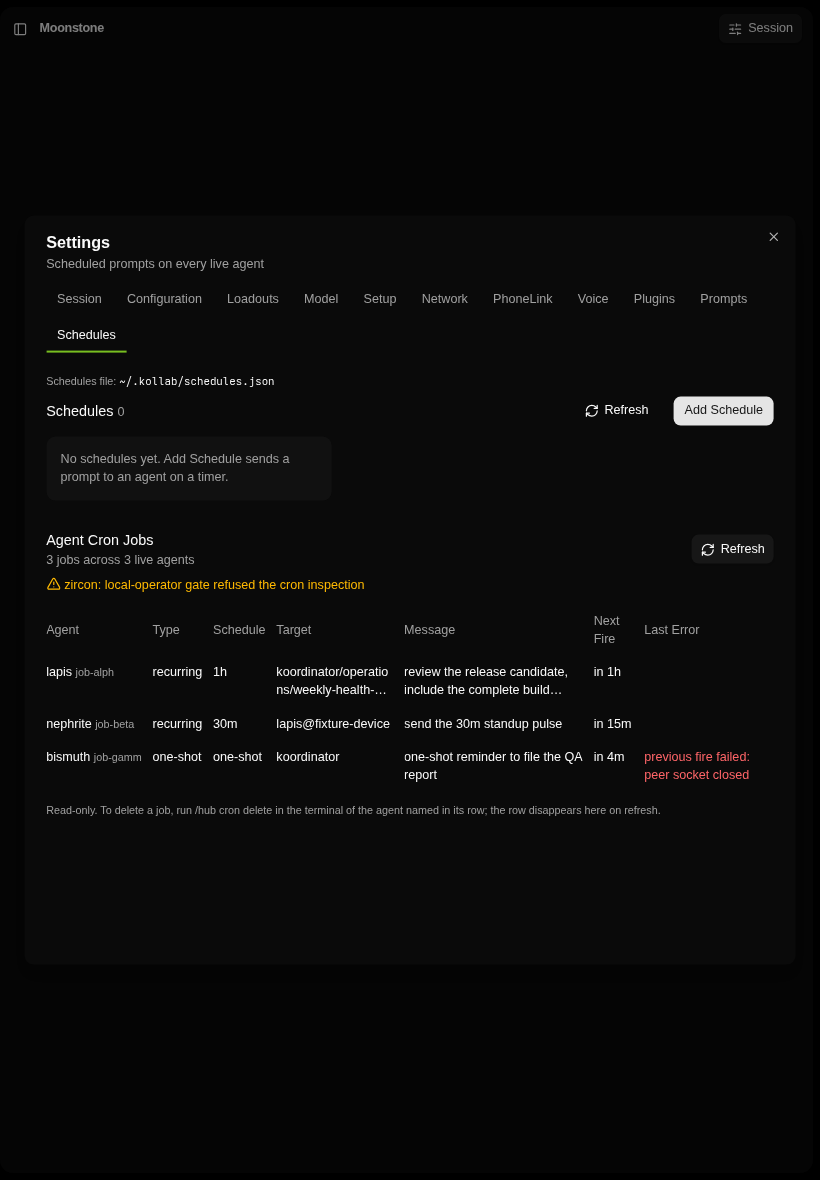 Moonstone
Session
Settings
Scheduled prompts on every live agent
Session Configuration Loadouts Model Setup Network PhoneLink Voice Plugins Prompts
Schedules
Schedules file: ~/.kollab/schedules.json
Schedules 0
Refresh
Add Schedule
No schedules yet. Add Schedule sends a
prompt to an agent on a timer.
Agent Cron Jobs
3 jobs across 3 live agents
Refresh
zircon: local-operator gate refused the cron inspection
Agent Type Schedule Target Message Next Fire Last Error
lapis job-alph recurring 1h koordinator/operatio review the release candidate, in 1h
ns/weekly-health-… include the complete build…
nephrite job-beta recurring 30m lapis@fixture-device send the 30m standup pulse in 15m
bismuth job-gamm one-shot one-shot koordinator one-shot reminder to file the QA in 4m previous fire failed:
report peer socket closed
Read-only. To delete a job, run /hub cron delete in the terminal of the agent named in its row; the row disappears here on refresh.